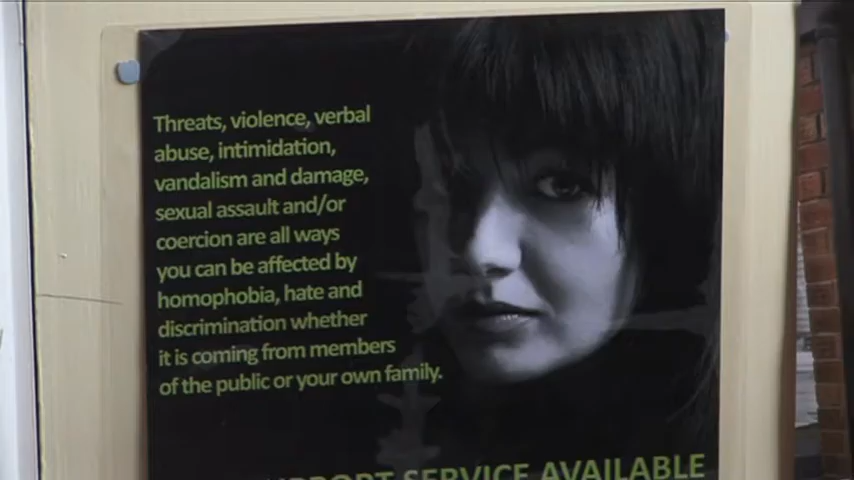 Threats, violence, verbal
abuse, intimidation,
vandalism and damage,
sexual assault and/or
coercion are all ways
you can be affected by
homophobia, hate and
discrimination whether
it is coming from members
of the public or your own family.
SERVICE AVAILABLE